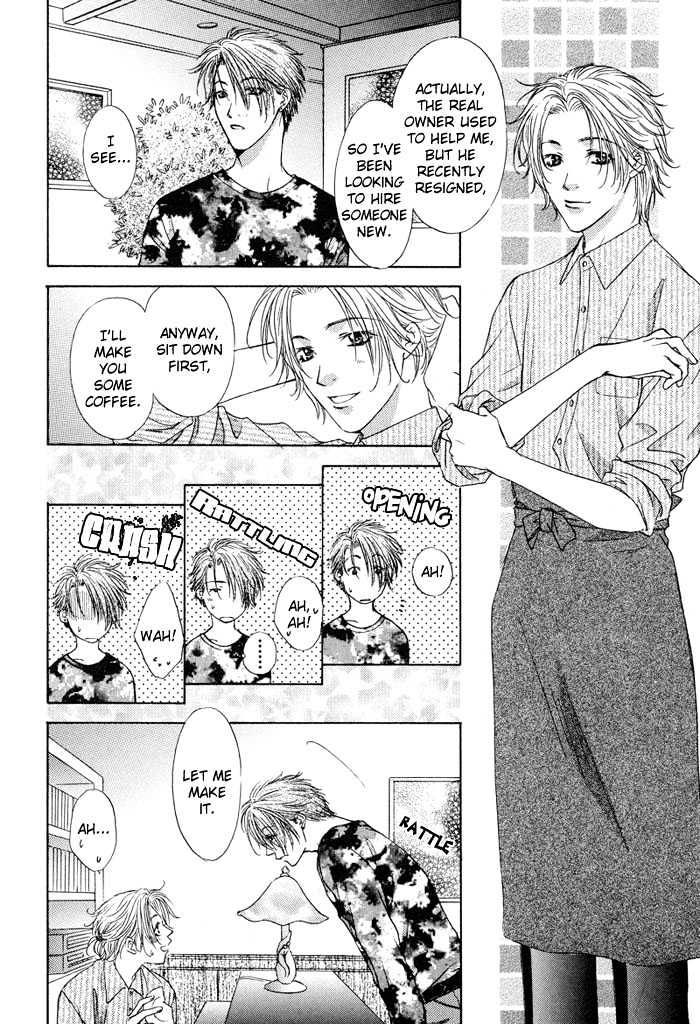 ACTUALLY,
THE REAL
OWNER USED
TO HELP ME,
BUT HE
RECENTLY
RESIGNED,
SO I'VE
BEEN
LOOKING
TO HIRE
SOMEONE
NEW.
I
SEE...
ANYWAY,
SIT DOWN
FIRST,
I'LL
MAKE
YOU
SOME
COFFEE.
OPENING
AH!
RATTLING
AH,
AH!
CRASH
WAH!
LET ME
MAKE
IT.
RATTLE
AH...